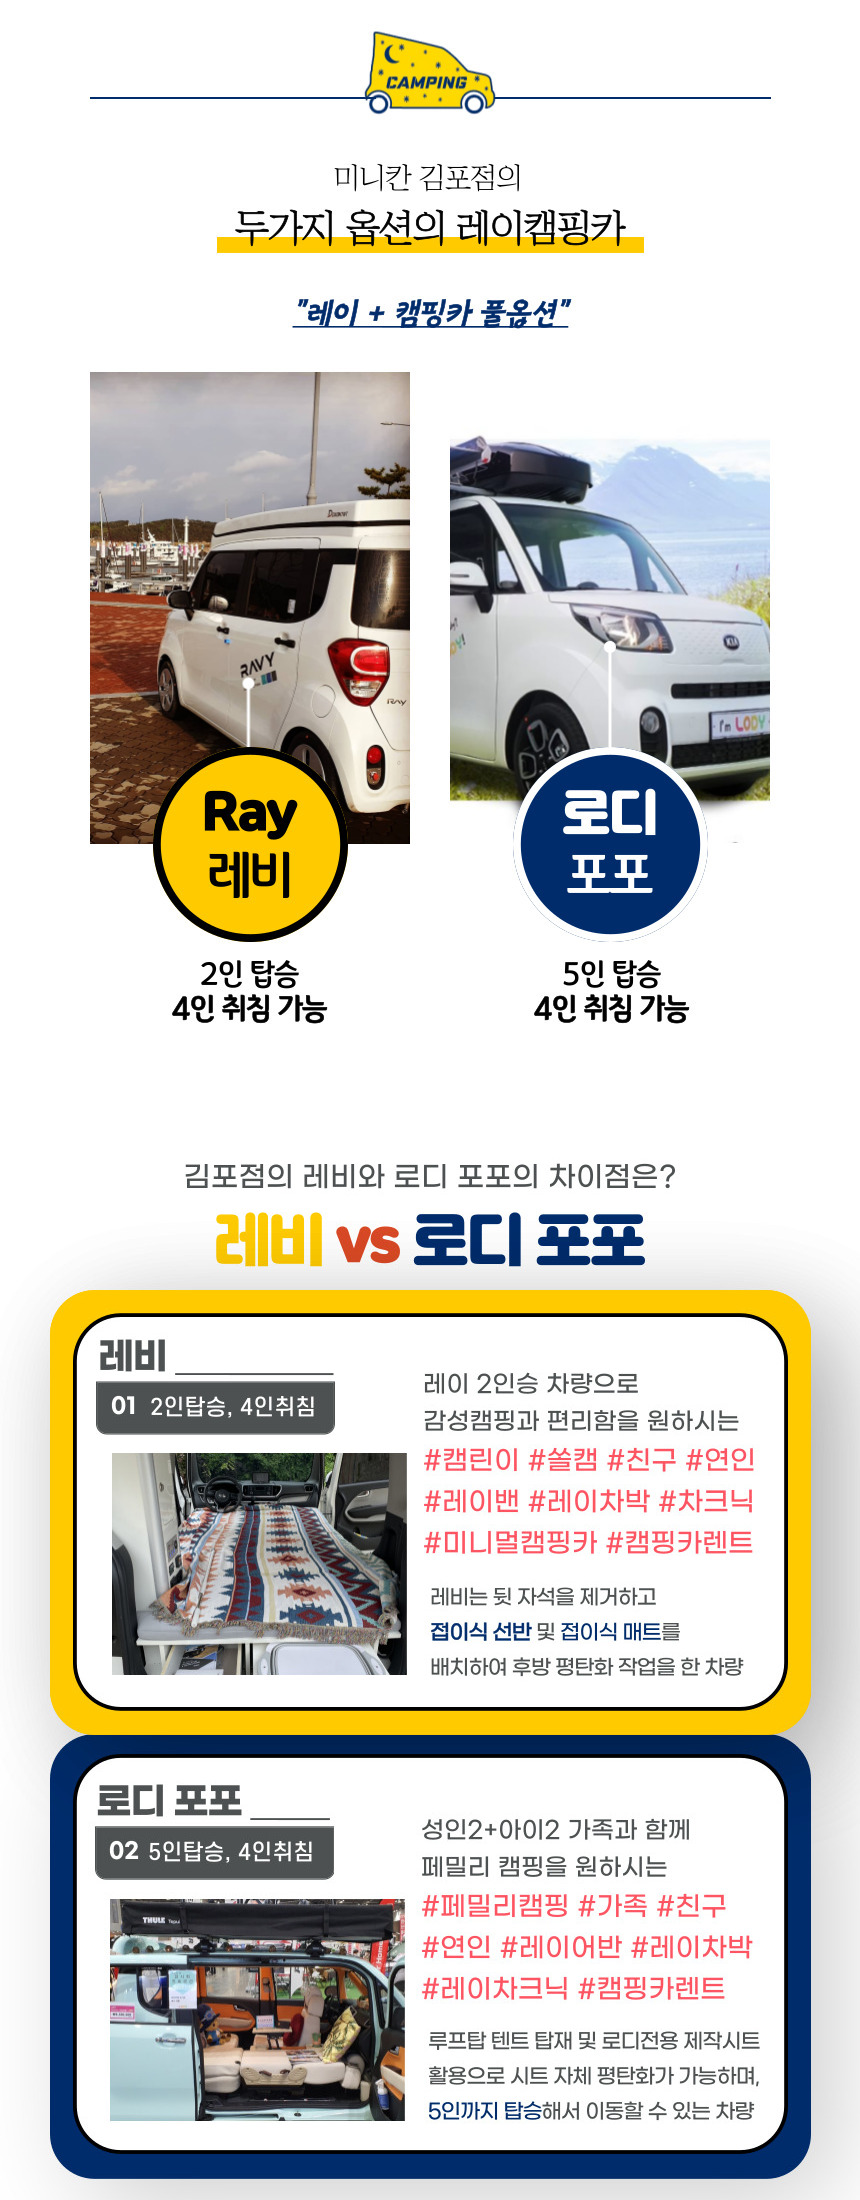 CAMPING
미니칸 김포점의
두가지 옵션의 레이캠핑카
"레이 + 캠핑카 풀옵션"
RAVY
Ray
KIA
I'm LODY
Ray
레비
로디
포포
2인 탑승
4인 취침 가능
5인 탑승
4인 취침 가능
김포점의 레비와 로디 포포의 차이점은?
레비 vs 로디 포포
레비
01 2인탑승, 4인취침
레이 2인승 차량으로
감성캠핑과 편리함을 원하시는
#캠린이 #쏠캠 #친구 #연인
#레이밴 #레이차박 #차크닉
#미니멀캠핑카 #캠핑카렌트
레비는 뒷 자석을 제거하고
접이식 선반 및 접이식 매트를
배치하여 후방 평탄화 작업을 한 차량
로디 포포
02 5인탑승, 4인취침
성인2+아이2 가족과 함께
페밀리 캠핑을 원하시는
#페밀리캠핑 #가족 #친구
#연인 #레이어반 #레이차박
#레이차크닉 #캠핑카렌트
THULE Tepui
루프탑 텐트 탑재 및 로디전용 제작시트
활용으로 시트 자체 평탄화가 가능하며,
5인까지 탑승해서 이동할 수 있는 차량